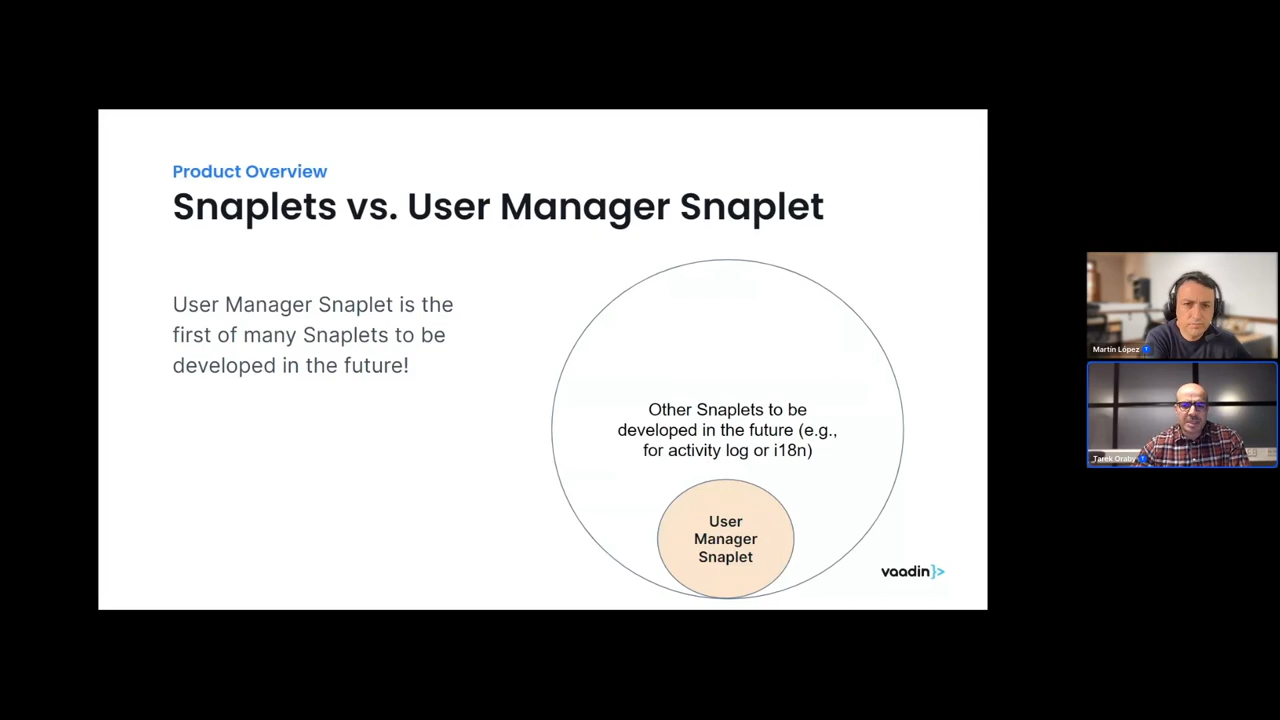 Product Overview
Snaplets vs. User Manager Snaplet
User Manager Snaplet is the
first of many Snaplets to be
developed in the future!
Other Snaplets to be
developed in the future (e.g.,
for activity log or i18n)
User
Manager
Snaplet
vaadin}>
Martín López
Tarek Oraby